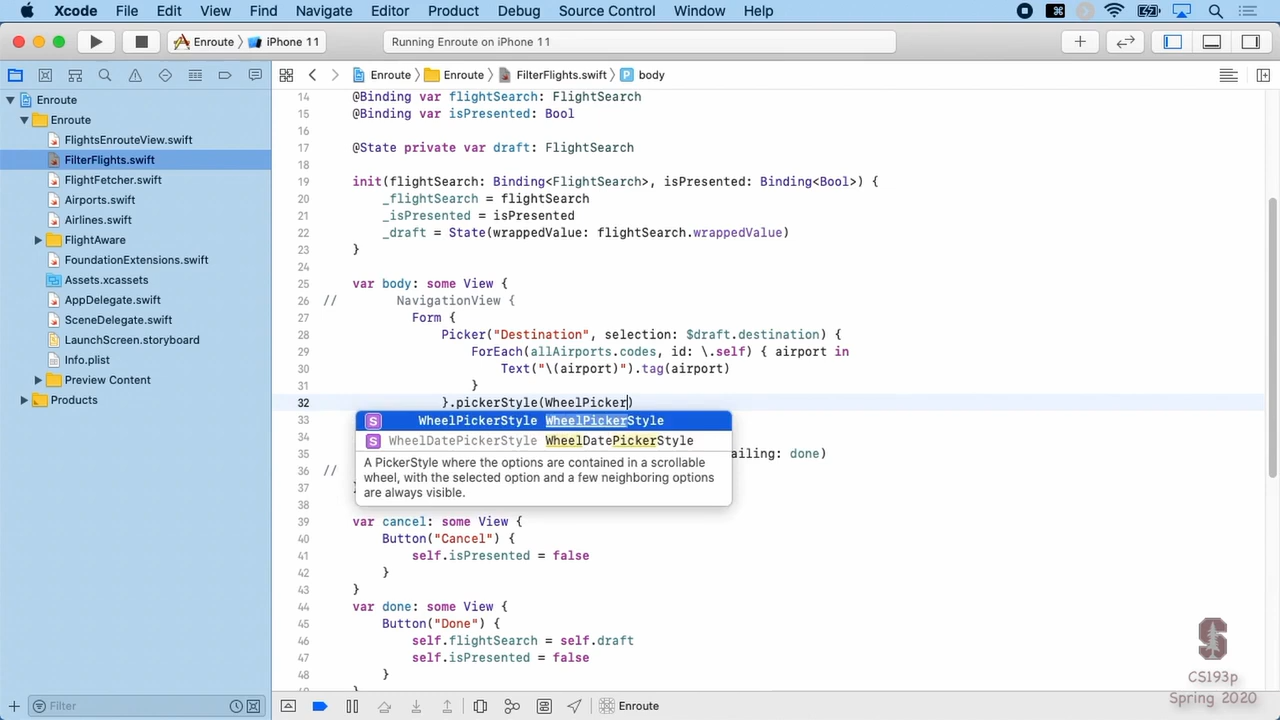 Xcode File Edit View Find Navigate Editor Product Debug Source Control Window Help
Enroute iPhone 11 Running Enroute on iPhone 11
Enroute Enroute FilterFlights.swift P body
Enroute
Enroute
FlightsEnrouteView.swift
FilterFlights.swift
FlightFetcher.swift
Airports.swift
Airlines.swift
FlightAware
FoundationExtensions.swift
Assets.xcassets
AppDelegate.swift
SceneDelegate.swift
LaunchScreen.storyboard
Info.plist
Preview Content
Products
Filter
14 @Binding var flightSearch: FlightSearch
15 @Binding var isPresented: Bool
16
17 @State private var draft: FlightSearch
18
19 init(flightSearch: Binding<FlightSearch>, isPresented: Binding<Bool>) {
20 _flightSearch = flightSearch
21 _isPresented = isPresented
22 _draft = State(wrappedValue: flightSearch.wrappedValue)
23 }
24
25 var body: some View {
26 // NavigationView {
27 Form {
28 Picker("Destination", selection: $draft.destination) {
29 ForEach(allAirports.codes, id: \.self) { airport in
30 Text("\(airport)").tag(airport)
31 }
32 }.pickerStyle(WheelPicker)
33 S WheelPickerStyle WheelPickerStyle
34 S WheelDatePickerStyle WheelDatePickerStyle
35 ailing: done)
A PickerStyle where the options are contained in a scrollable
36 // wheel, with the selected option and a few neighboring options
37 } are always visible.
38
39 var cancel: some View {
40 Button("Cancel") {
41 self.isPresented = false
42 }
43 }
44 var done: some View {
45 Button("Done") {
46 self.flightSearch = self.draft
47 self.isPresented = false
48 }
49 }
Enroute
CS193p
Spring 2020